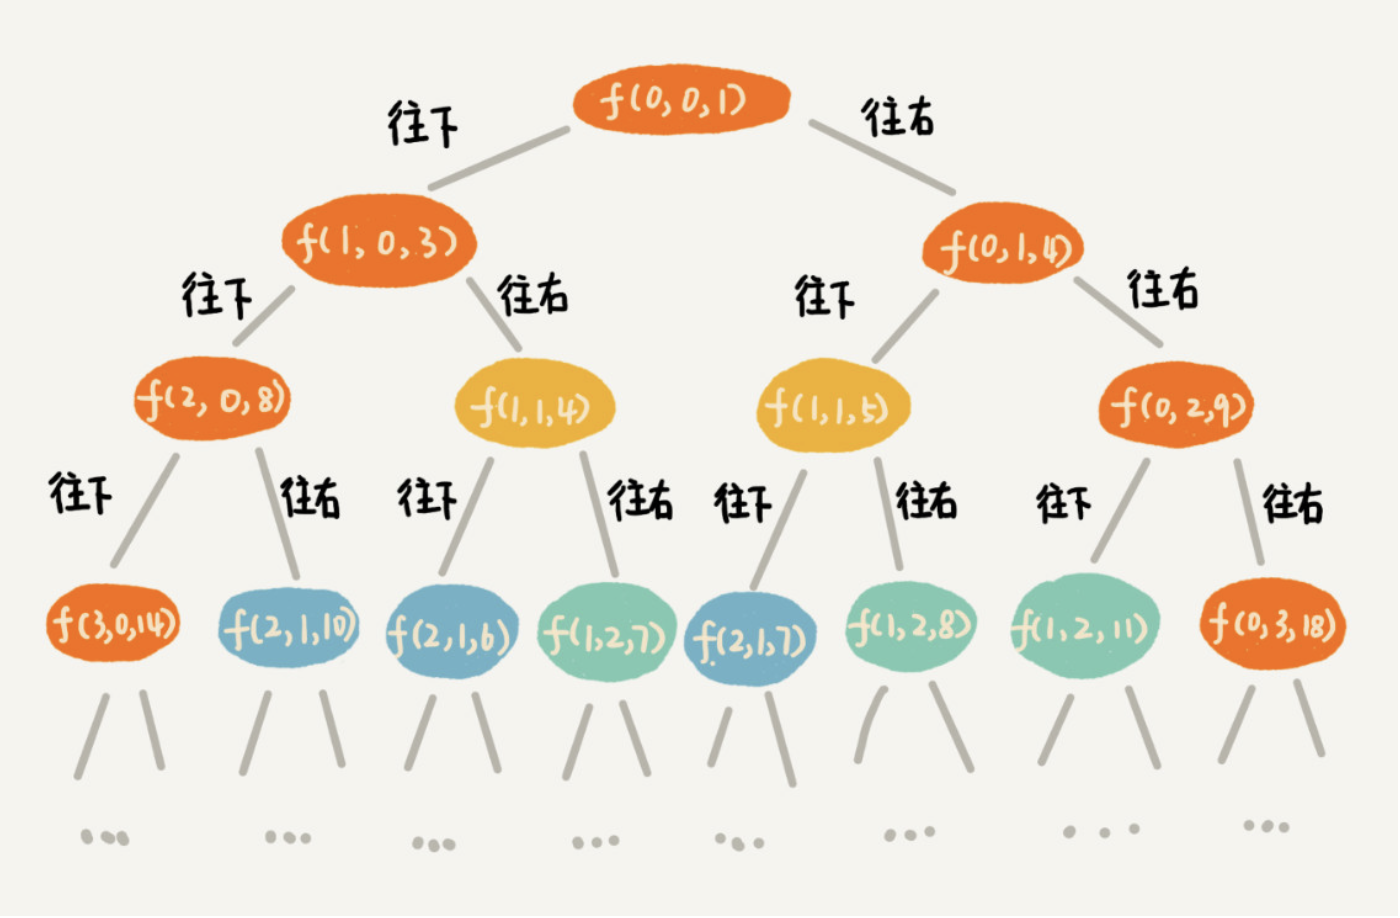 f(0,0,1)
往下
往右
f(1,0,3)
f(0,1,4)
往下
往右
往下
往右
f(2,0,8)
f(1,1,4)
f(1,1,5)
f(0,2,9)
往下
往右
往下
往右
往下
往右
往下
往右
f(3,0,14)
f(2,1,10)
f(2,1,6)
f(1,2,7)
f(2,1,7)
f(1,2,8)
f(1,2,11)
f(0,3,18)
...
...
...
...
...
...
...
...